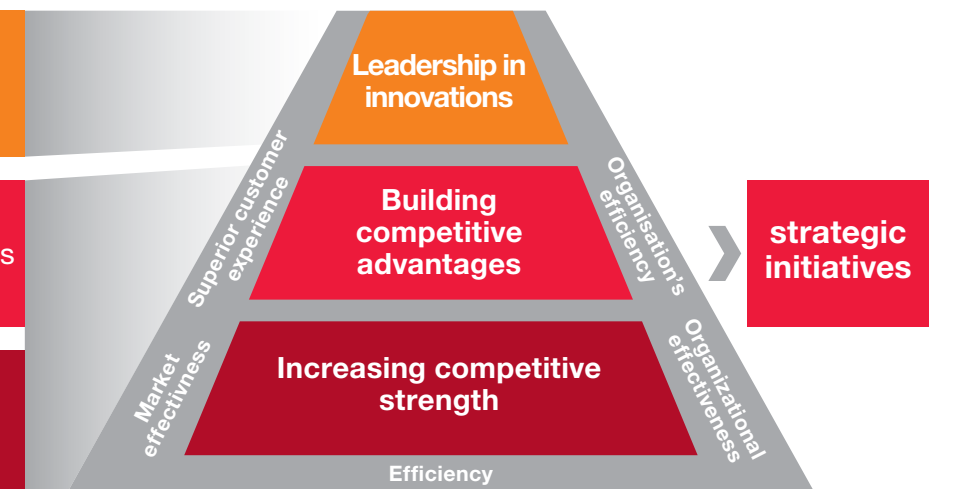 Leadership in
innovations
Superior customer
experience
Organisation's
efficiency
Building
competitive
advantages
s
strategic
initiatives
Market
effectivness
Organizational
effectiveness
Increasing competitive
strength
Efficiency